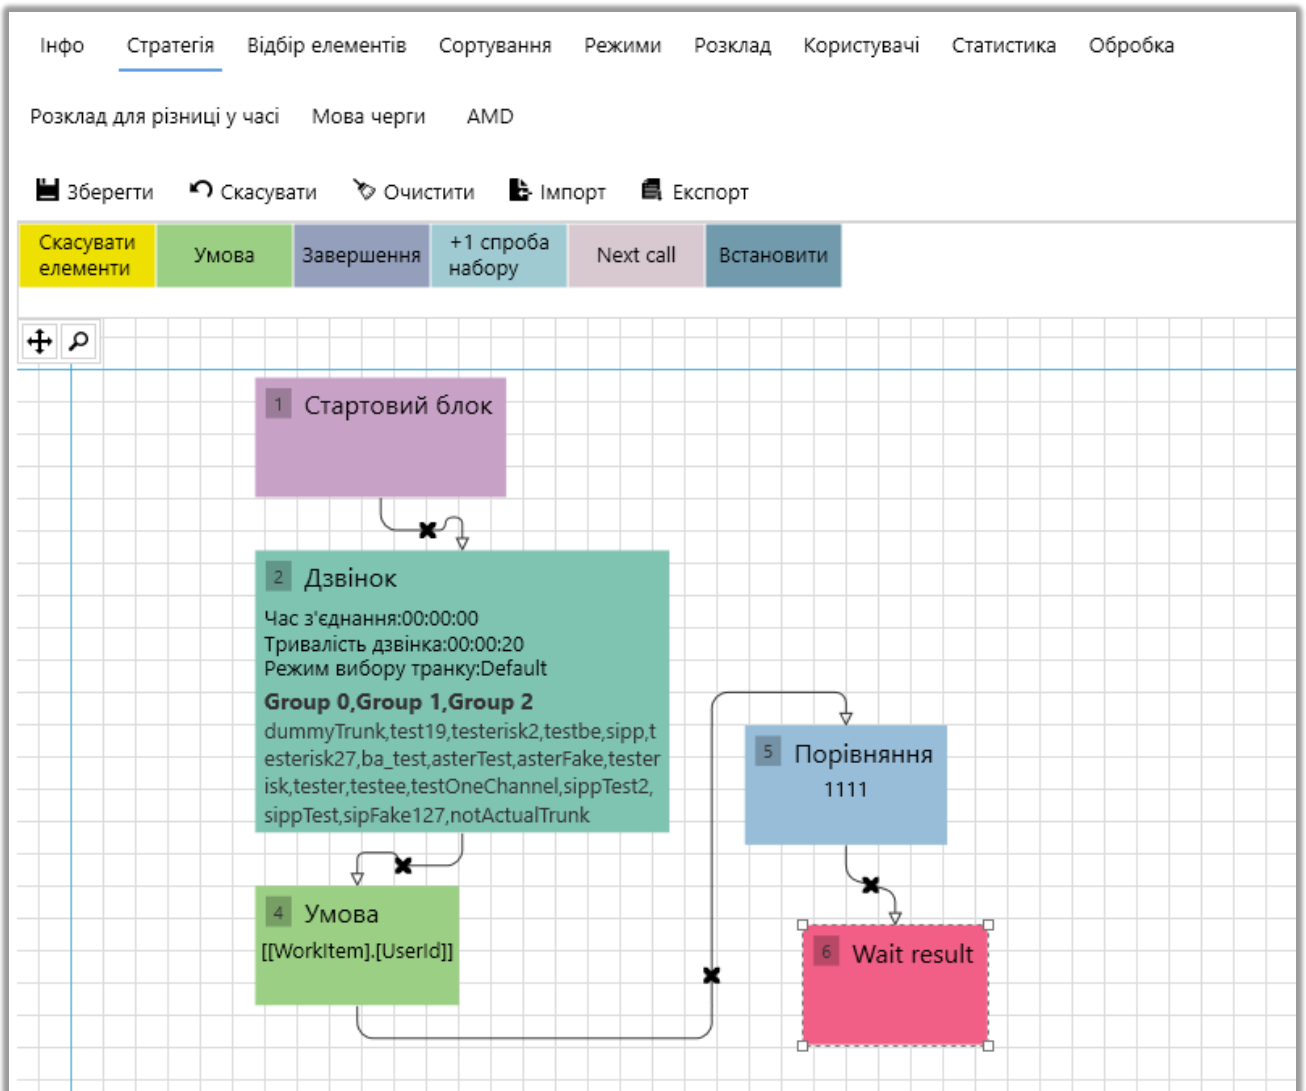 Інфо Стратегія Відбір елементів Сортування Режими Розклад Користувачі Статистика Обробка
Розклад для різниці у часі Мова черги AMD
Зберегти Скасувати Очистити Імпорт Експорт
Скасувати елементи Умова Завершення +1 спроба набору Next call Встановити
1 Стартовий блок
2 Дзвінок
Час з'єднання:00:00:00
Тривалість дзвінка:00:00:20
Режим вибору транку:Default
Group 0,Group 1,Group 2
dummyTrunk,test19,testerisk2,testbe,sipp,t
esterisk27,ba_test,asterTest,asterFake,tester
isk,tester,testee,testOneChannel,sippTest2,
sippTest,sipFake127,notActualTrunk
4 Умова
[[WorkItem].[UserId]]
5 Порівняння
1111
6 Wait result